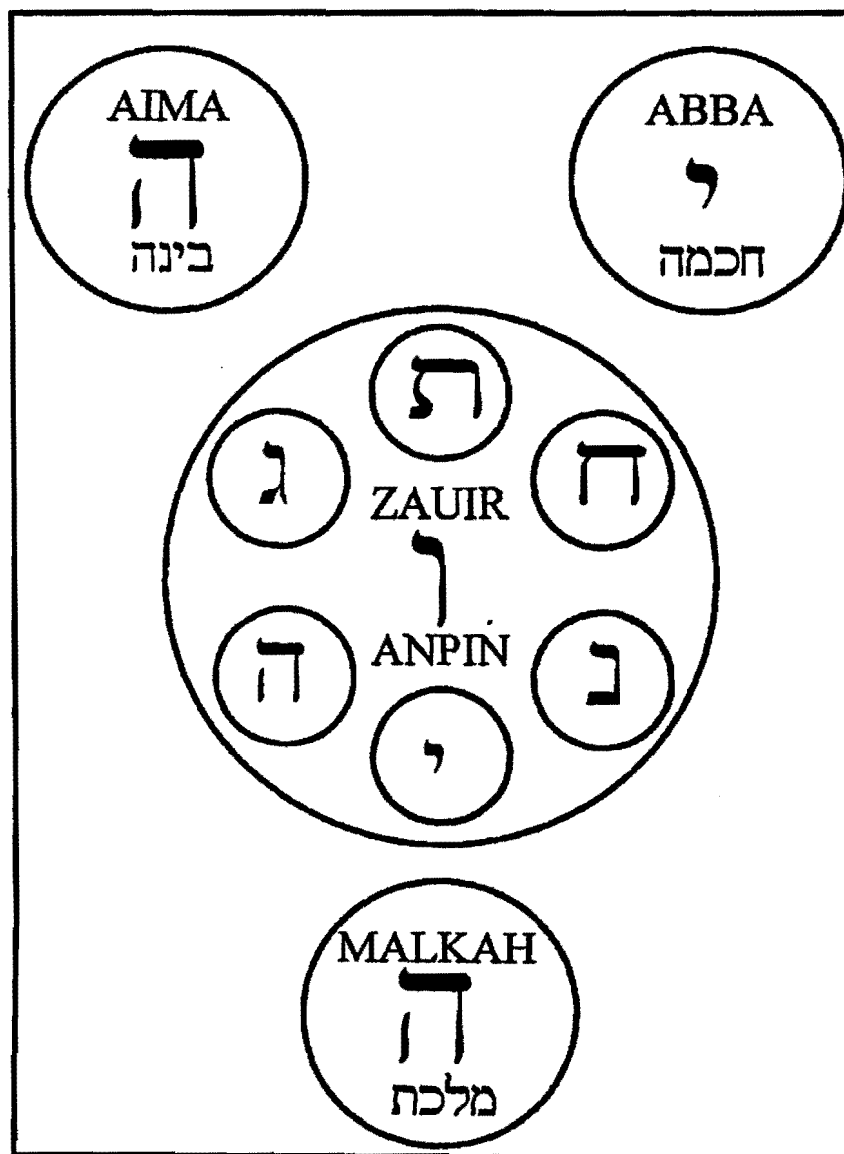 AIMA
ה
בינה
ABBA
י
חכמה
ת
ג
ח
ZAUIR
ו
ANPIN
ה
נ
י
MALKAH
ה
מלכת